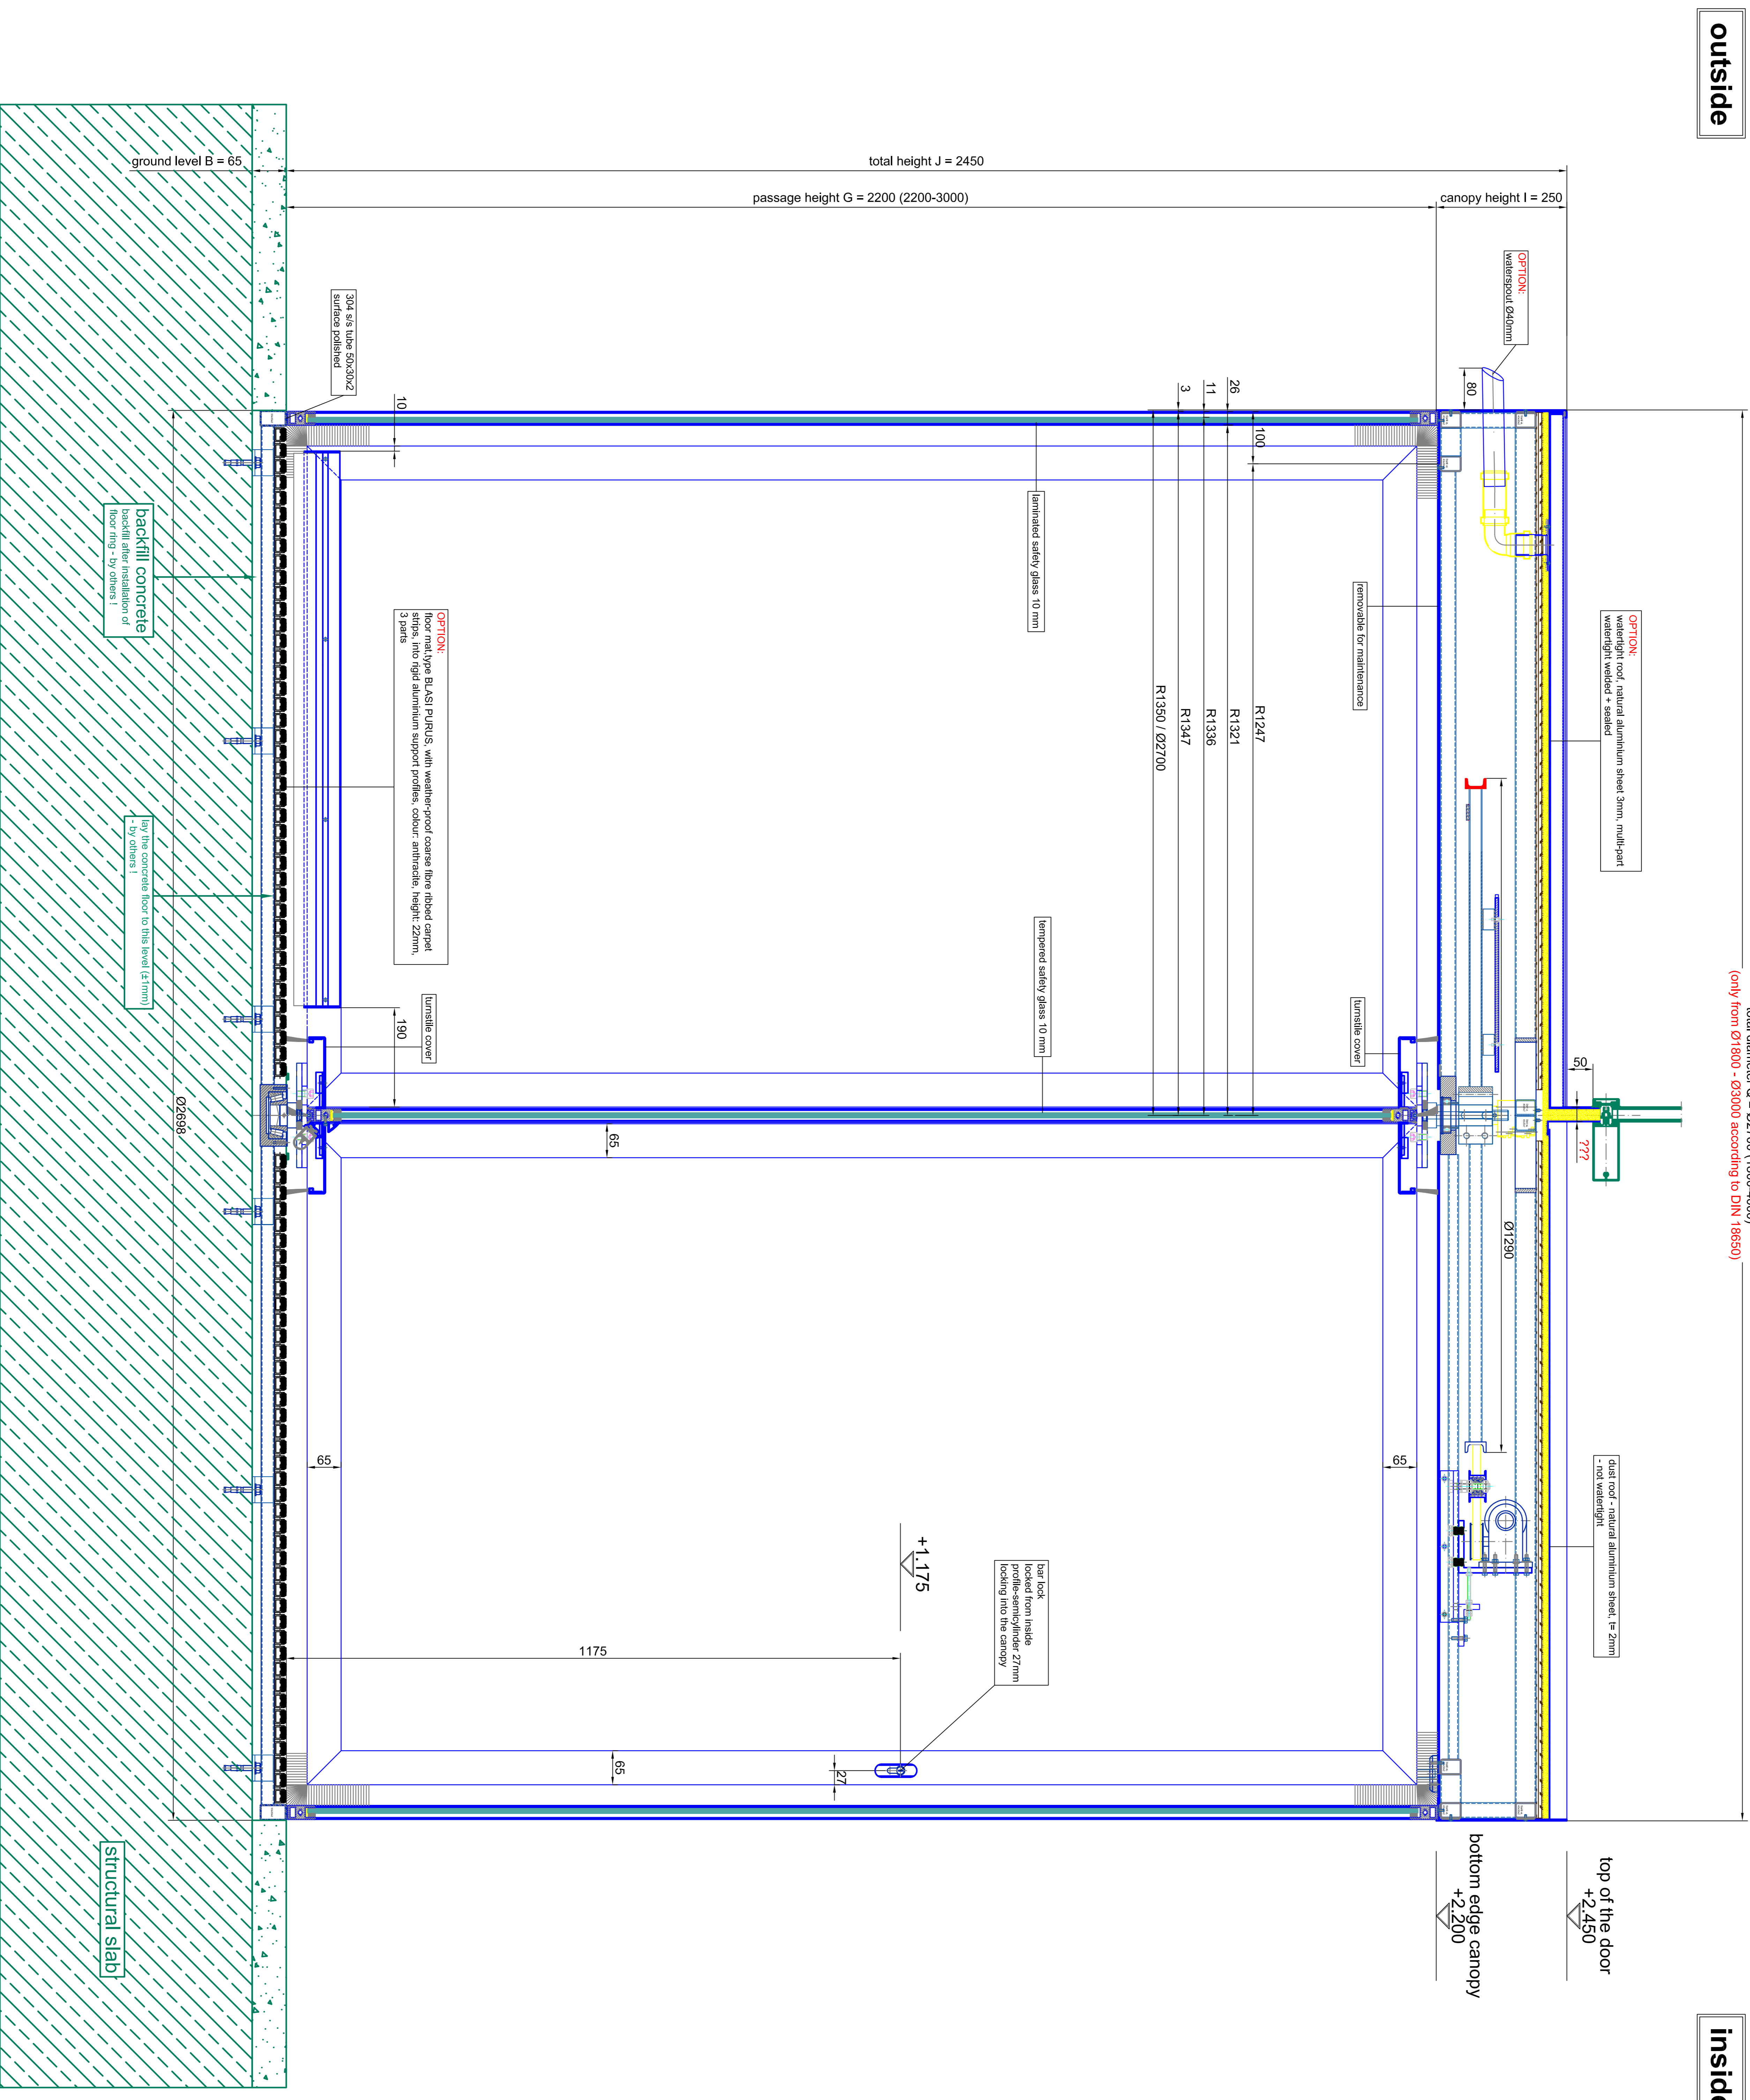 outside
inside
(only from Ø1800 - Ø3000 according to DIN 18650)
top of the door
+2.450
bottom edge canopy
+2.200
50
???
OPTION:
watertight roof, natural aluminium sheet 3mm, multi-part
watertight welded + sealed
dust roof - natural aluminium sheet, t= 2mm
- not watertight
OPTION:
waterspout Ø40mm
80
Ø1290
canopy height I = 250
total height J = 2450
passage height G = 2200 (2200-3000)
ground level B = 65
removable for maintenance
turnstile cover
65
100
R1247
26
R1321
11
R1336
3
R1347
R1350 / Ø2700
laminated safety glass 10 mm
tempered safety glass 10 mm
bar lock
locked from inside
profile-semicylinder 27mm
locking into the canopy
+1.175
27
1175
65
65
OPTION:
floor mat,type BLASI PURUS, with weather-proof coarse fibre ribbed carpet
strips, into rigid aluminium support profiles, colour: anthracite, height: 22mm,
3 parts
turnstile cover
190
10
65
304 s/s tube 50x30x2
surface polished
Ø2698
backfill concrete
backfill after installation of
floor ring - by others !
lay the concrete floor to this level (±1mm)
- by others !
structural slab